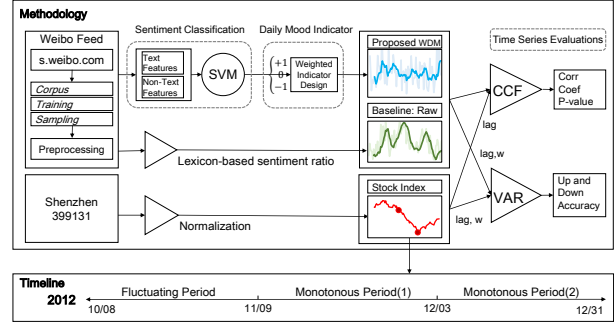 Methodology
Weibo Feed
s.weibo.com
Corpus
Training
Sampling
Preprocessing
Sentiment Classification
Text
Features
Non-Text
Features
SVM
Daily Mood Indicator
+1
0
−1
Weighted
Indicator
Design
Proposed WDM
Baseline: Raw
Lexicon-based sentiment ratio
Shenzhen
399131
Normalization
Stock Index
Time Series Evaluations
CCF
Corr
Coef
P-value
lag
lag,w
lag, w
VAR
Up and
Down
Accuracy
Timeline
2012
Fluctuating Period
Monotonous Period(1)
Monotonous Period(2)
10/08
11/09
12/03
12/31